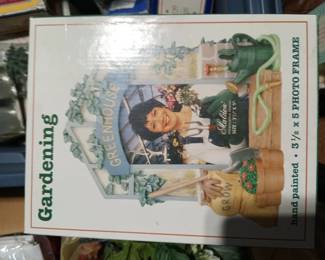 Gardening
GREENHOUSE
GROW
hand painted • 3 1/2 x 5 PHOTO FRAME